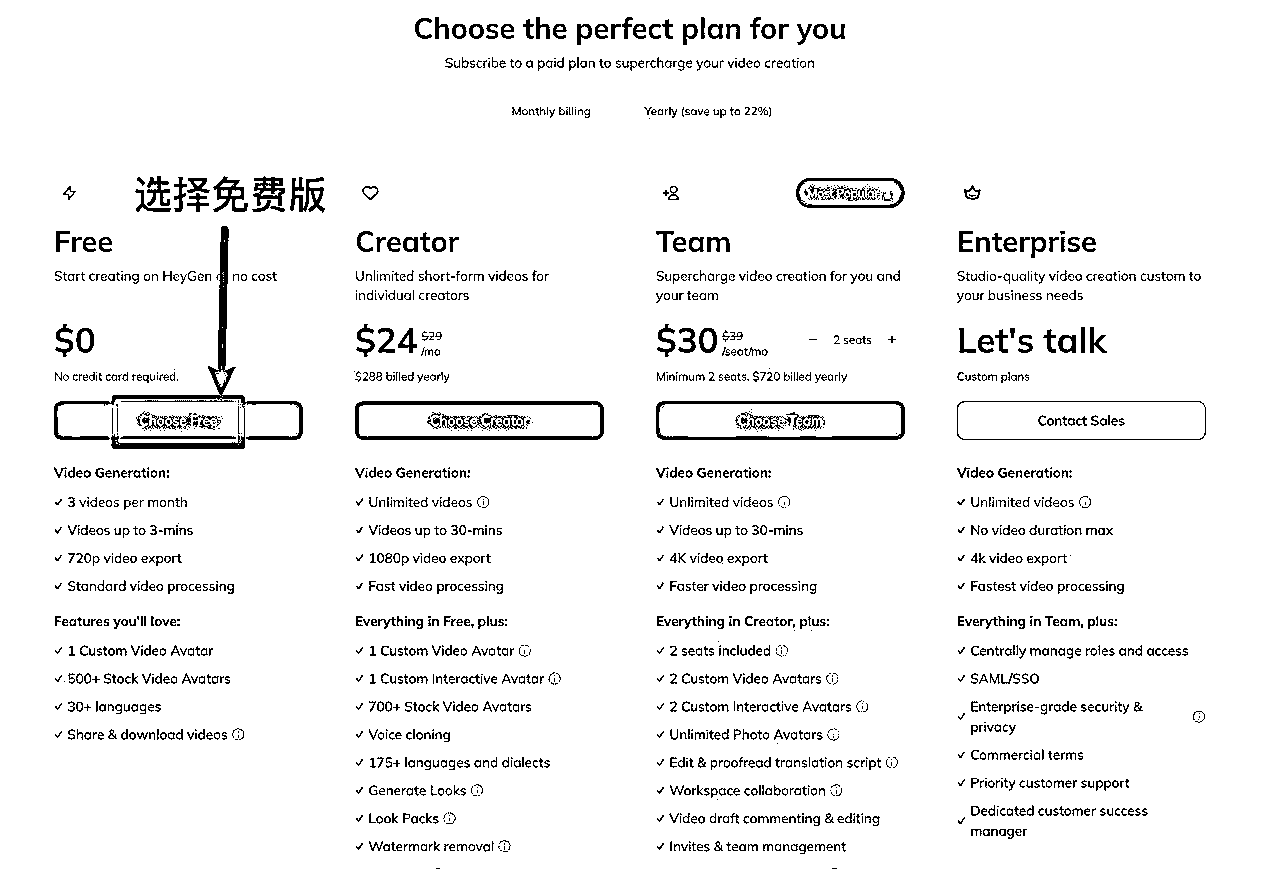 Choose the perfect plan for you
Subscribe to a paid plan to supercharge your video creation
Monthly billing
Yearly (save up to 22%)
选择免费版
Free
Start creating on HeyGen no cost
$0
No credit card required.
Choose Free
Video Generation:
✓ 3 videos per month
✓ Videos up to 3-mins
✓ 720p video export
✓ Standard video processing
Features you'll love:
✓ 1 Custom Video Avatar
✓ 500+ Stock Video Avatars
✓ 30+ languages
✓ Share & download videos
Creator
Unlimited short-form videos for
individual creators
$24 $29
/mo
$288 billed yearly
Choose Creator
Video Generation:
✓ Unlimited videos
✓ Videos up to 30-mins
✓ 1080p video export
✓ Fast video processing
Everything in Free, plus:
✓ 1 Custom Video Avatar
✓ 1 Custom Interactive Avatar
✓ 700+ Stock Video Avatars
✓ Voice cloning
✓ 175+ languages and dialects
✓ Generate Looks
✓ Look Packs
✓ Watermark removal
Most Popular
Team
Supercharge video creation for you and
your team
$30 $39
/seat/mo
− 2 seats +
Minimum 2 seats. $720 billed yearly
Choose Team
Video Generation:
✓ Unlimited videos
✓ Videos up to 30-mins
✓ 4K video export
✓ Faster video processing
Everything in Creator, plus:
✓ 2 seats included
✓ 2 Custom Video Avatars
✓ 2 Custom Interactive Avatars
✓ Unlimited Photo Avatars
✓ Edit & proofread translation script
✓ Workspace collaboration
✓ Video draft commenting & editing
✓ Invites & team management
Enterprise
Studio-quality video creation custom to
your business needs
Let's talk
Custom plans
Contact Sales
Video Generation:
✓ Unlimited videos
✓ No video duration max
✓ 4k video export
✓ Fastest video processing
Everything in Team, plus:
✓ Centrally manage roles and access
✓ SAML/SSO
✓ Enterprise-grade security &
privacy
✓ Commercial terms
✓ Priority customer support
✓ Dedicated customer success
manager